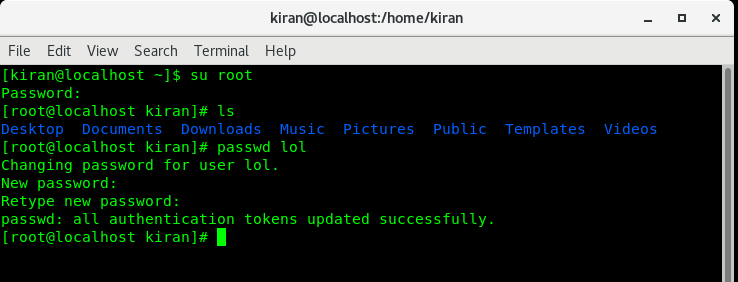 kiran@localhost:/home/kiran
File Edit View Search Terminal Help
[kiran@localhost ~]$ su root
Password:
[root@localhost kiran]# ls
Desktop  Documents  Downloads  Music  Pictures  Public  Templates  Videos
[root@localhost kiran]# passwd lol
Changing password for user lol.
New password:
Retype new password:
passwd: all authentication tokens updated successfully.
[root@localhost kiran]#